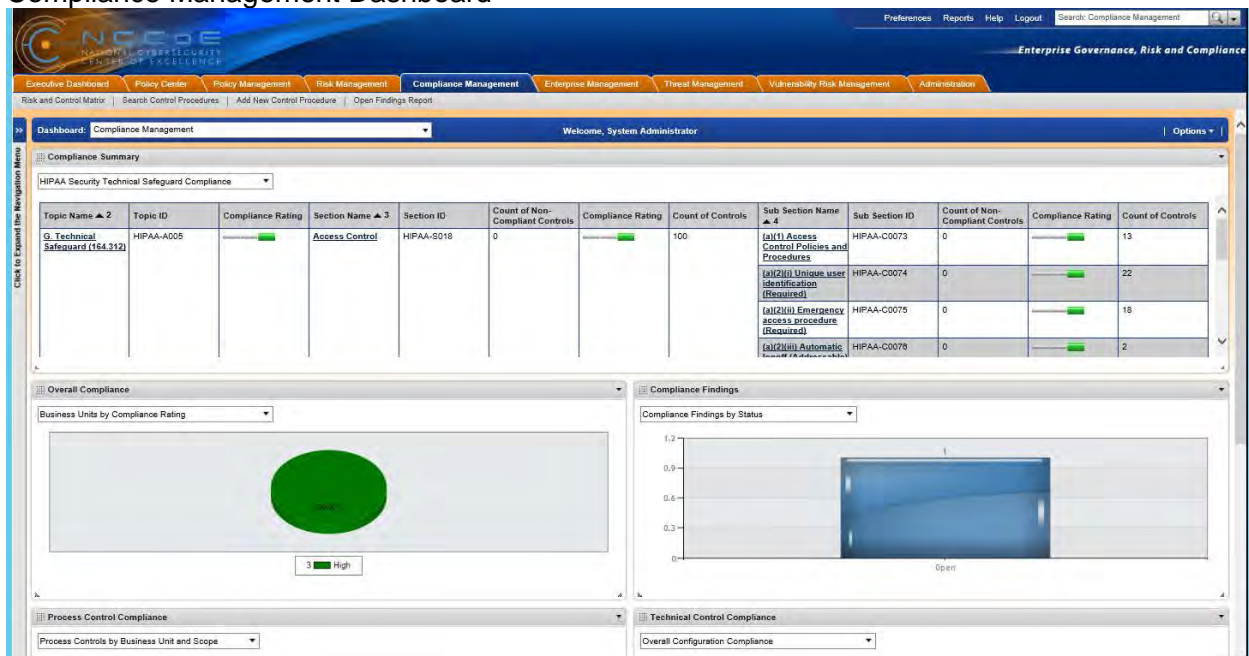 Compliance Management Dashboard
Preferences Reports Help Logout Search: Compliance Management
NCCoE
NATIONAL CYBERSECURITY
CENTER OF EXCELLENCE
Enterprise Governance, Risk and Compliance
Executive Dashboard Policy Center Policy Management Risk Management Compliance Management Enterprise Management Threat Management Vulnerability Risk Management Administration
Risk and Control Matrix | Search Control Procedures | Add New Control Procedure | Open Findings Report
>> Dashboard: Compliance Management Welcome, System Administrator | Options |
Click to Expand the Navigation Menu
Compliance Summary
HIPAA Security Technical Safeguard Compliance
Topic Name ▲ 2 Topic ID Compliance Rating Section Name ▲ 3 Section ID Count of Non-Compliant Controls Compliance Rating Count of Controls Sub Section Name ▲ 4 Sub Section ID Count of Non-Compliant Controls Compliance Rating Count of Controls
G. Technical Safeguard (164.312) HIPAA-A005 Access Control HIPAA-S018 0 100 (a)(1) Access Control Policies and Procedures HIPAA-C0073 0 13
(a)(2)(i) Unique user identification (Required) HIPAA-C0074 0 22
(a)(2)(ii) Emergency access procedure (Required) HIPAA-C0075 0 18
(a)(2)(iii) Automatic logoff (Addressable) HIPAA-C0076 0 2
Overall Compliance
Business Units by Compliance Rating
3 High
Compliance Findings
Compliance Findings by Status
1.2
0.9
0.6
0.3
0
1
Open
Process Control Compliance
Process Controls by Business Unit and Scope
Technical Control Compliance
Overall Configuration Compliance